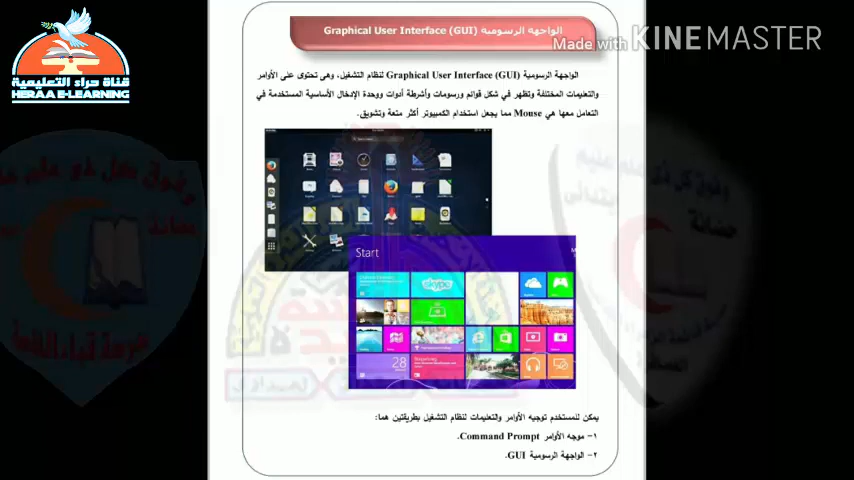 الواجهة الرسومية Graphical User Interface (GUI)
Made with KINEMASTER
قناة حراء التعليمية
HERAA E-LEARNING
الواجهة الرسومية Graphical User Interface (GUI) لنظام التشغيل، وهى تحتوى على الأوامر
والتعليمات المختلفة وتظهر في شكل قوائم ورسومات وأشرطة أدوات ووحدة الإدخال الأساسية المستخدمة في
التعامل معها هي Mouse مما يجعل استخدام الكمبيوتر أكثر متعة وتشويق.
Start
skype
28
يمكن للمستخدم توجيه الأوامر والتعليمات لنظام التشغيل بطريقتين هما:
١- موجه الأوامر Command Prompt.
٢- الواجهة الرسومية GUI.